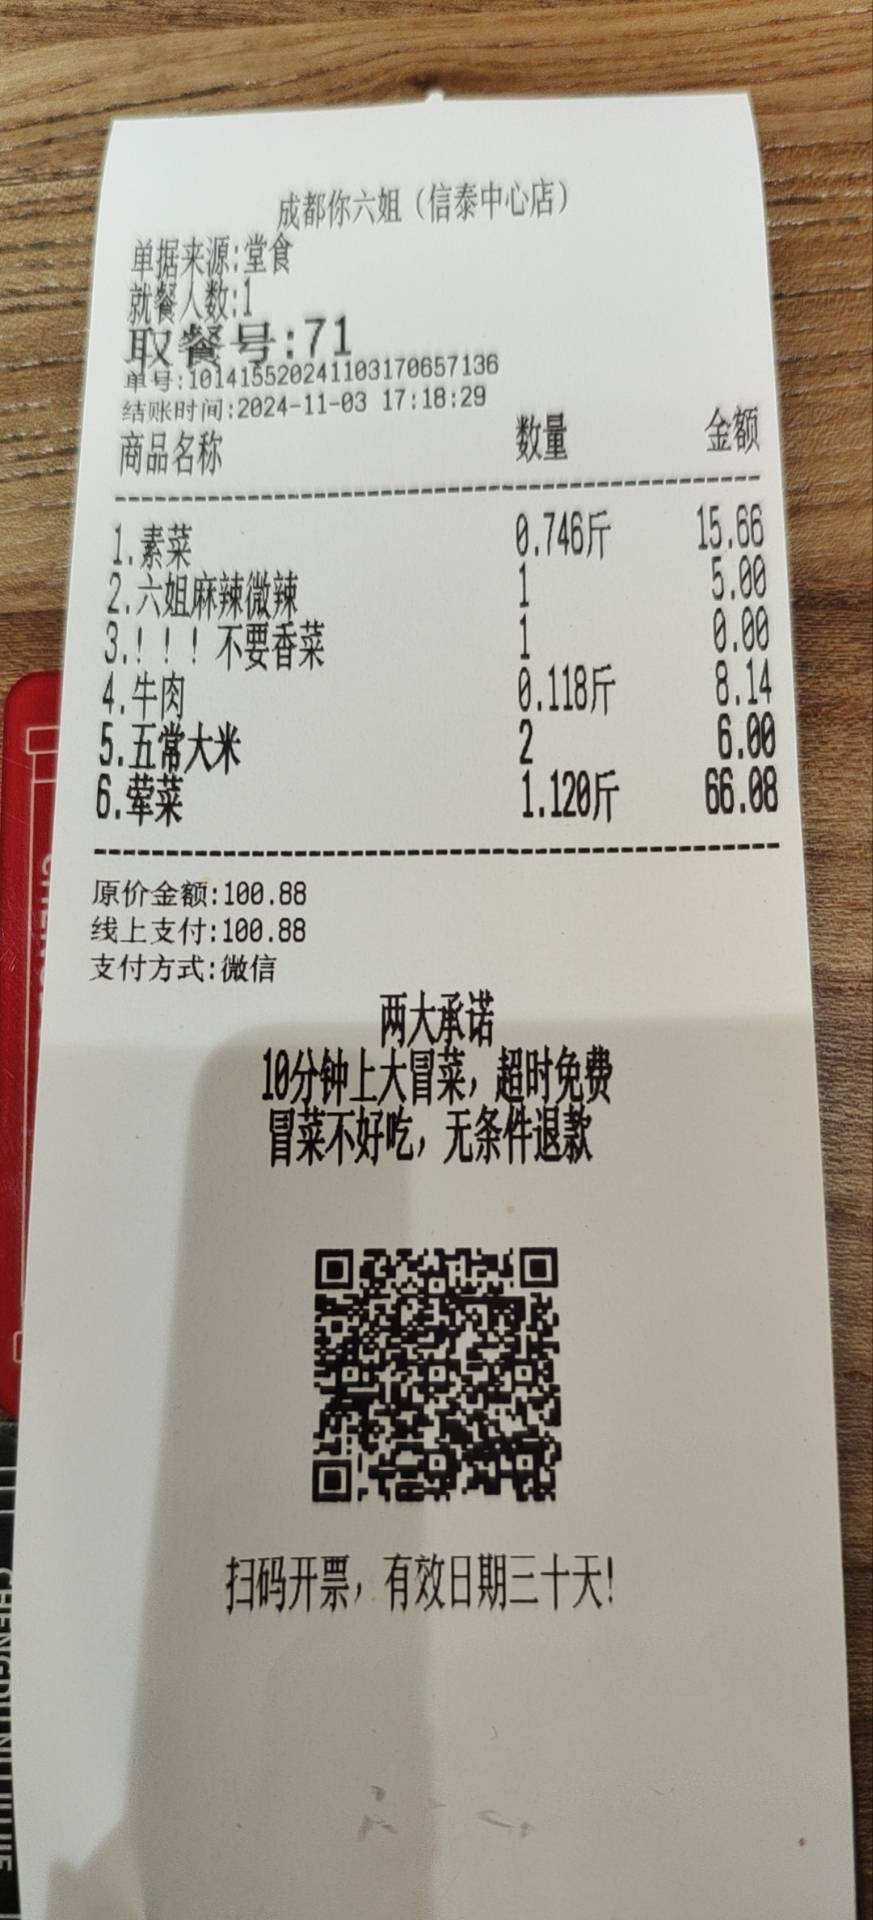 成都你六姐（信泰中心店）
单据来源:堂食
就餐人数:1
取餐号:71
单号:101415520241103170657136
结账时间:2024-11-03 17:18:29
商品名称 数量 金额
1.素菜 0.746斤 15.66
2.六姐麻辣微辣 1 5.00
3.！！！不要香菜 1 0.00
4.牛肉 0.118斤 8.14
5.五常大米 2 6.00
6.荤菜 1.120斤 66.08
原价金额:100.88
线上支付:100.88
支付方式:微信
两大承诺
10分钟上大冒菜，超时免费
冒菜不好吃，无条件退款
扫码开票，有效日期三十天!